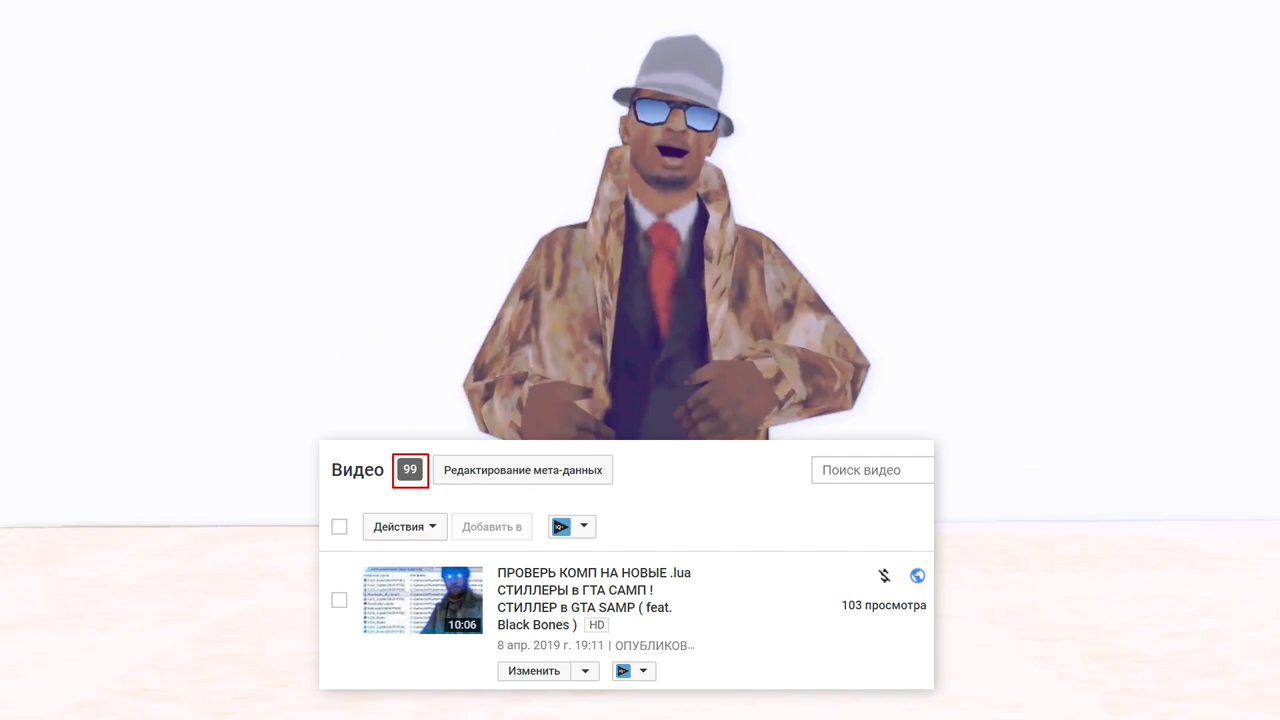 Видео 99 Редактирование мета-данных Поиск видео
Действия Добавить в
ПРОВЕРЬ КОМП НА НОВЫЕ .lua
СТИЛЛЕРЫ в ГТА САМП !
СТИЛЛЕР в GTA SAMP ( feat.
Black Bones ) HD
103 просмотра
10:06
8 апр. 2019 г. 19:11 | ОПУБЛИКОВ...
Изменить